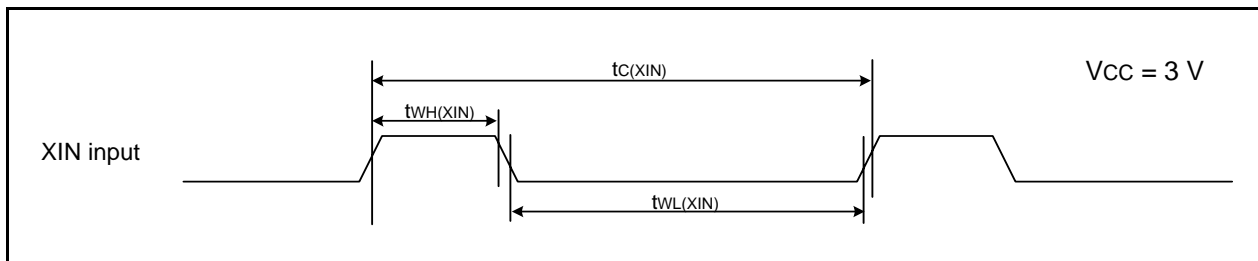 tC(XIN)
VCC = 3 V
tWH(XIN)
XIN input
tWL(XIN)